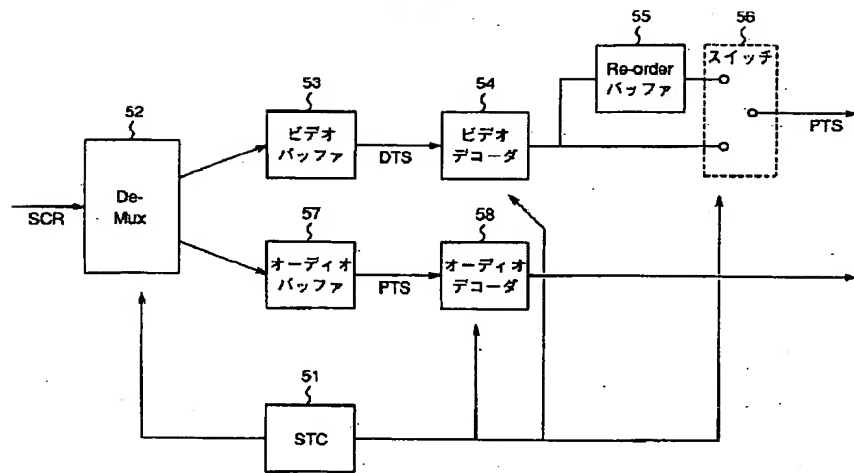 55
Re-order
バッファ
56
スイッチ
PTS
52
De-
Mux
SCR
53
ビデオ
バッファ
DTS
54
ビデオ
デコーダ
57
オーディオ
バッファ
PTS
58
オーディオ
デコーダ
51
STC